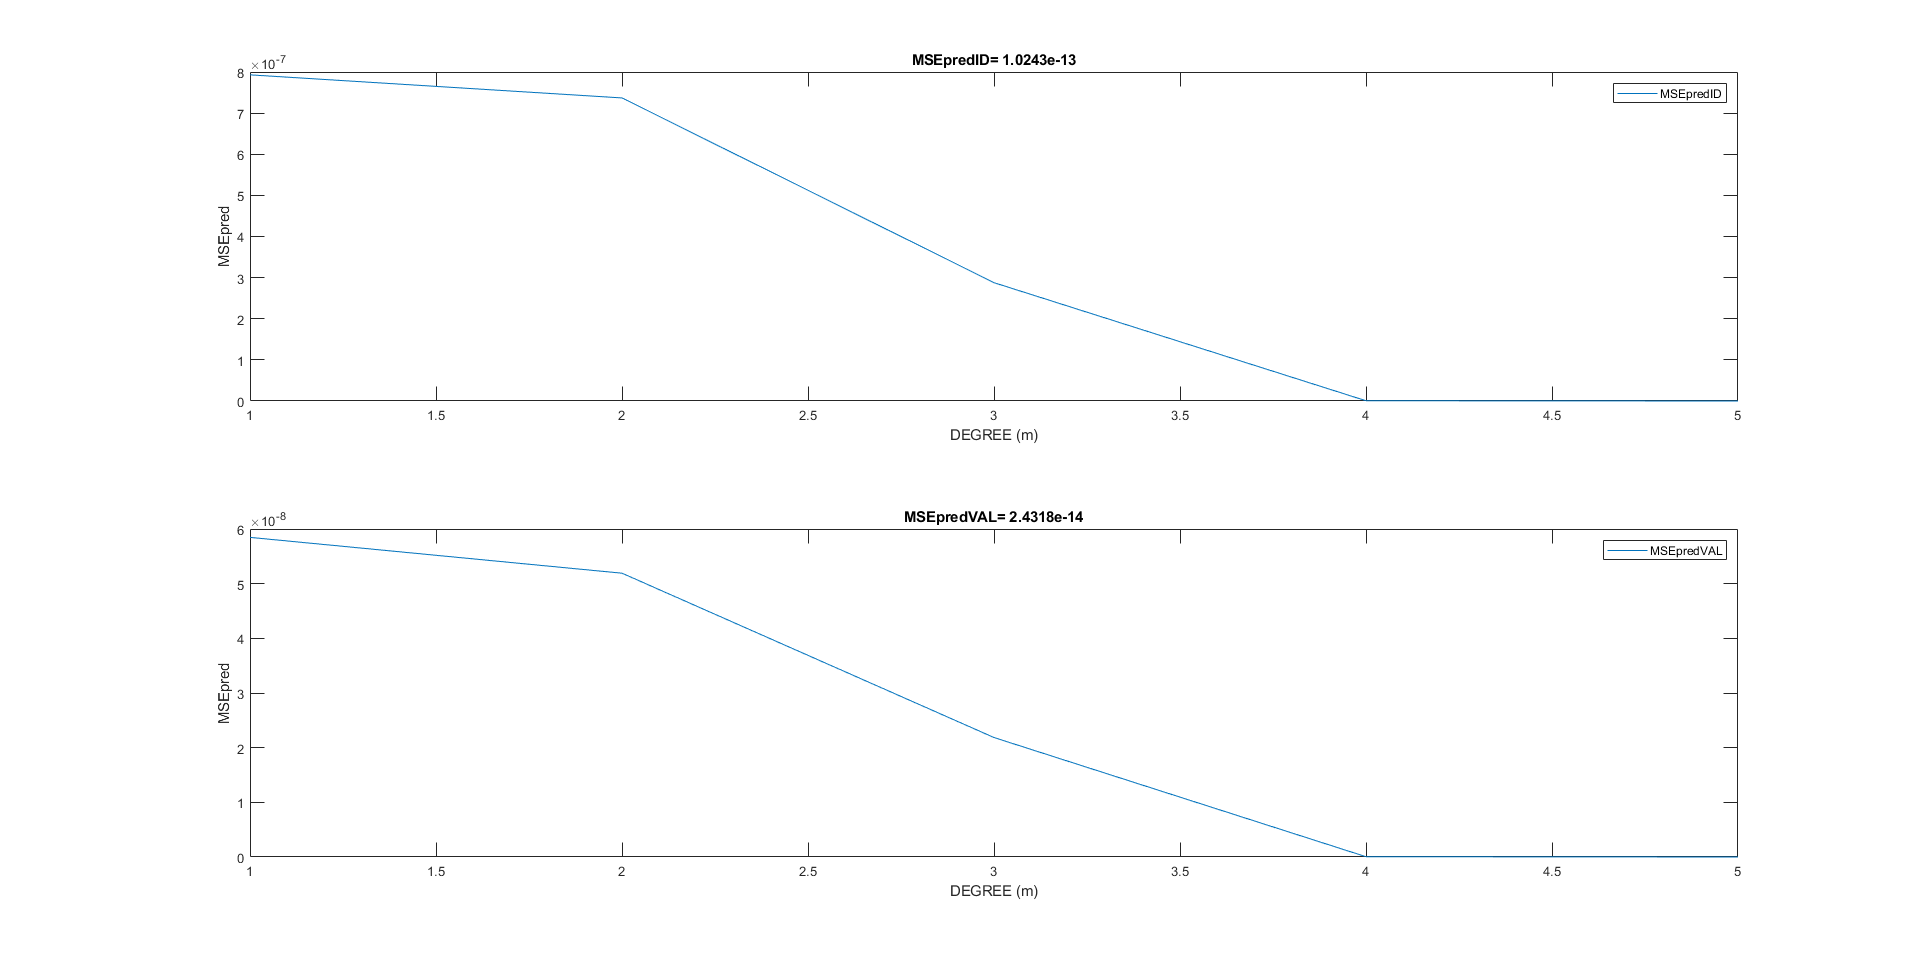 MSEpredID= 1.0243e-13
×10-7
8
7
6
5
4
3
2
1
0
MSEpred
MSEpredID
1 1.5 2 2.5 3 3.5 4 4.5 5
DEGREE (m)
MSEpredVAL= 2.4318e-14
×10-8
6
5
4
3
2
1
0
MSEpred
MSEpredVAL
1 1.5 2 2.5 3 3.5 4 4.5 5
DEGREE (m)